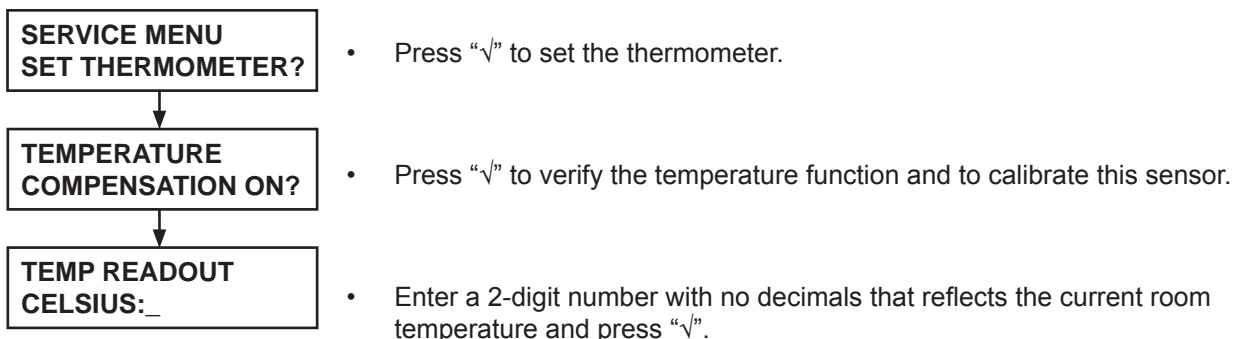 SERVICE MENU
SET THERMOMETER?
• Press “√” to set the thermometer.
TEMPERATURE
COMPENSATION ON?
• Press “√” to verify the temperature function and to calibrate this sensor.
TEMP READOUT
CELSIUS:_
• Enter a 2-digit number with no decimals that reflects the current room
temperature and press “√”.